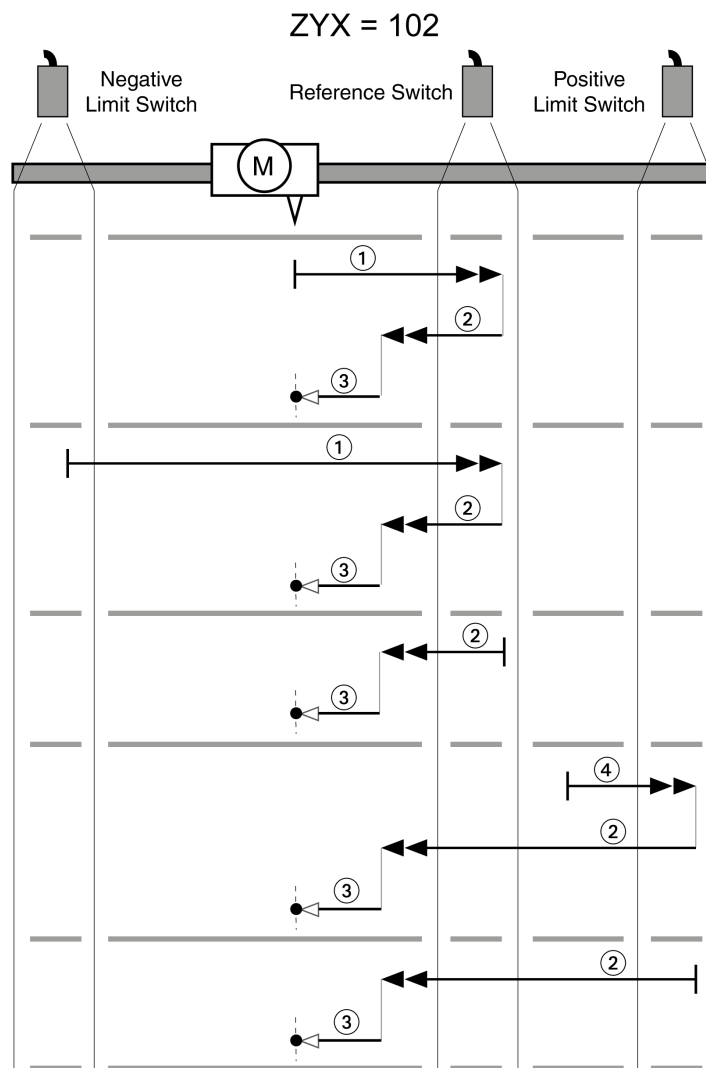 ZYX = 102
Negative
Limit Switch
Reference Switch
Positive
Limit Switch
M
1
2
3
1
2
3
2
3
4
2
3
2
3